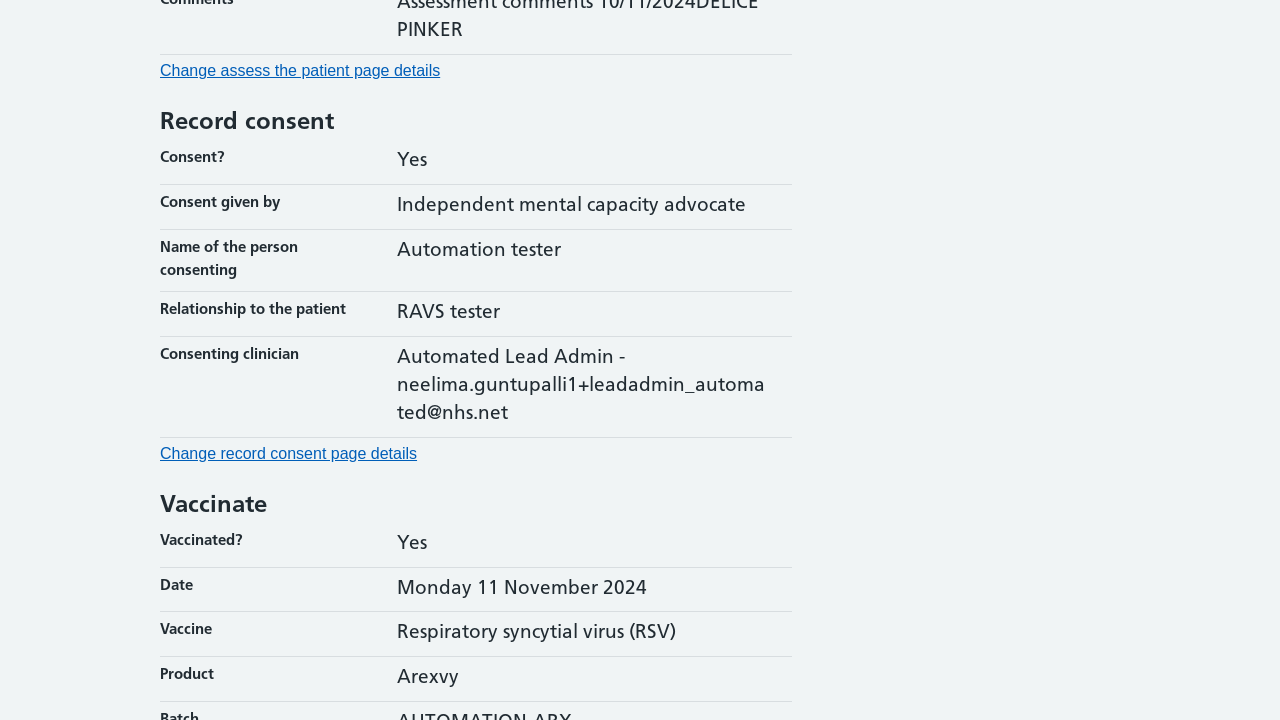 Comments
Assessment comments 10/11/2024DELICE
PINKER
Change assess the patient page details
Record consent
Consent?
Yes
Consent given by
Independent mental capacity advocate
Name of the person
consenting
Automation tester
Relationship to the patient
RAVS tester
Consenting clinician
Automated Lead Admin -
neelima.guntupalli1+leadadmin_automa
ted@nhs.net
Change record consent page details
Vaccinate
Vaccinated?
Yes
Date
Monday 11 November 2024
Vaccine
Respiratory syncytial virus (RSV)
Product
Arexvy
Batch
AUTOMATION-ARX